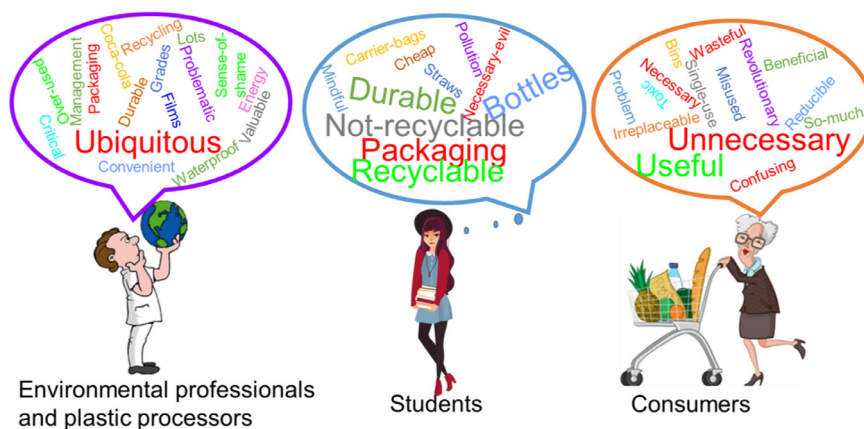 Over-used
Management
Packaging
Coca-cola
Recycling
Durable
Lots
Grades
Films
Problematic
Sense-of-
shame
Energy
Valuable
Critical
Ubiquitous
Convenient
Waterproof
Mindful
Carrier-bags
Cheap
Straws
Pollution
Necessary-evil
Durable
Bottles
Not-recyclable
Packaging
Recyclable
Bins
Wasteful
Revolutionary
Beneficial
Problem
Necessary
Toxic
Single-use
Misused
Reducible
Irreplaceable
So-much
Unnecessary
Useful
Confusing
Environmental professionals
and plastic processors
Students
Consumers